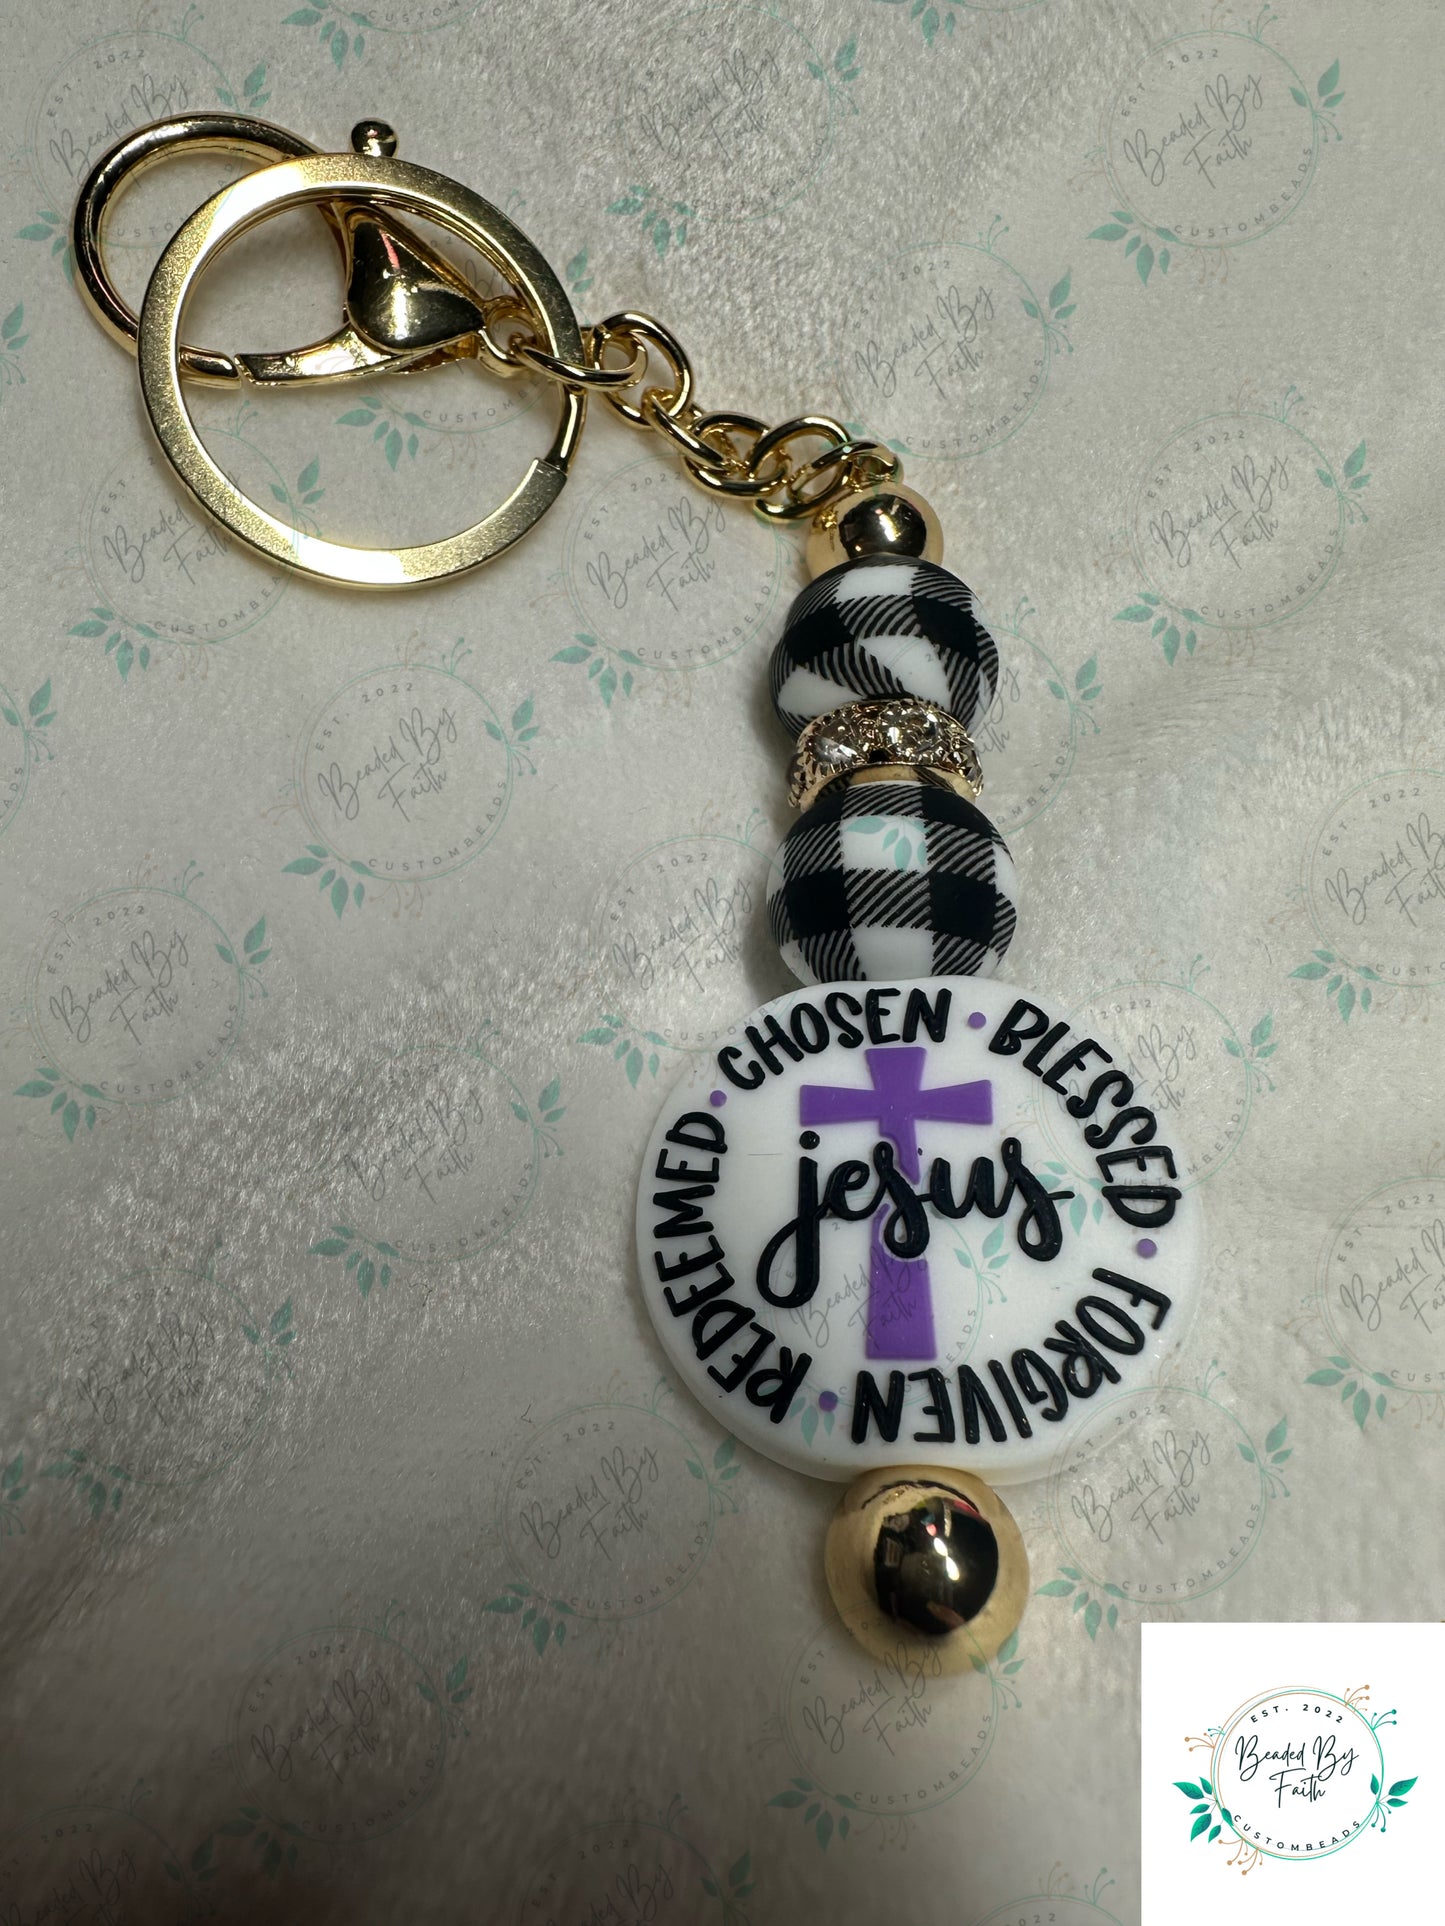 CHOSEN • BLESSED • FORGIVEN • REDEEMED •
jesus
EST. 2022
Beaded By
Faith
CUSTOMBEADS